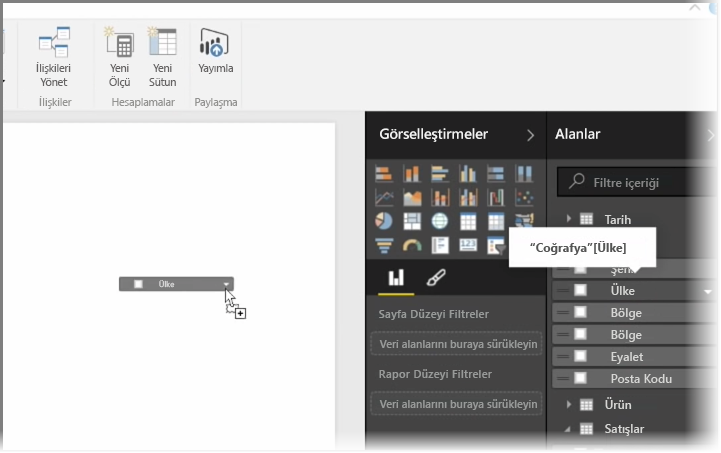 İlişkileri
Yönet
Yeni
Ölçü
Yeni
Sütun
Yayımla
İlişkiler
Hesaplamalar
Paylaşma
Görselleştirmeler
Alanlar
Filtre içeriği
Tarih
“Coğrafya”[Ülke]
Ülke
Ülke
Bölge
Sayfa Düzeyi Filtreler
Bölge
Veri alanlarını buraya sürükleyin
Eyalet
Rapor Düzeyi Filtreler
Posta Kodu
Veri alanlarını buraya sürükleyin
Ürün
Satışlar